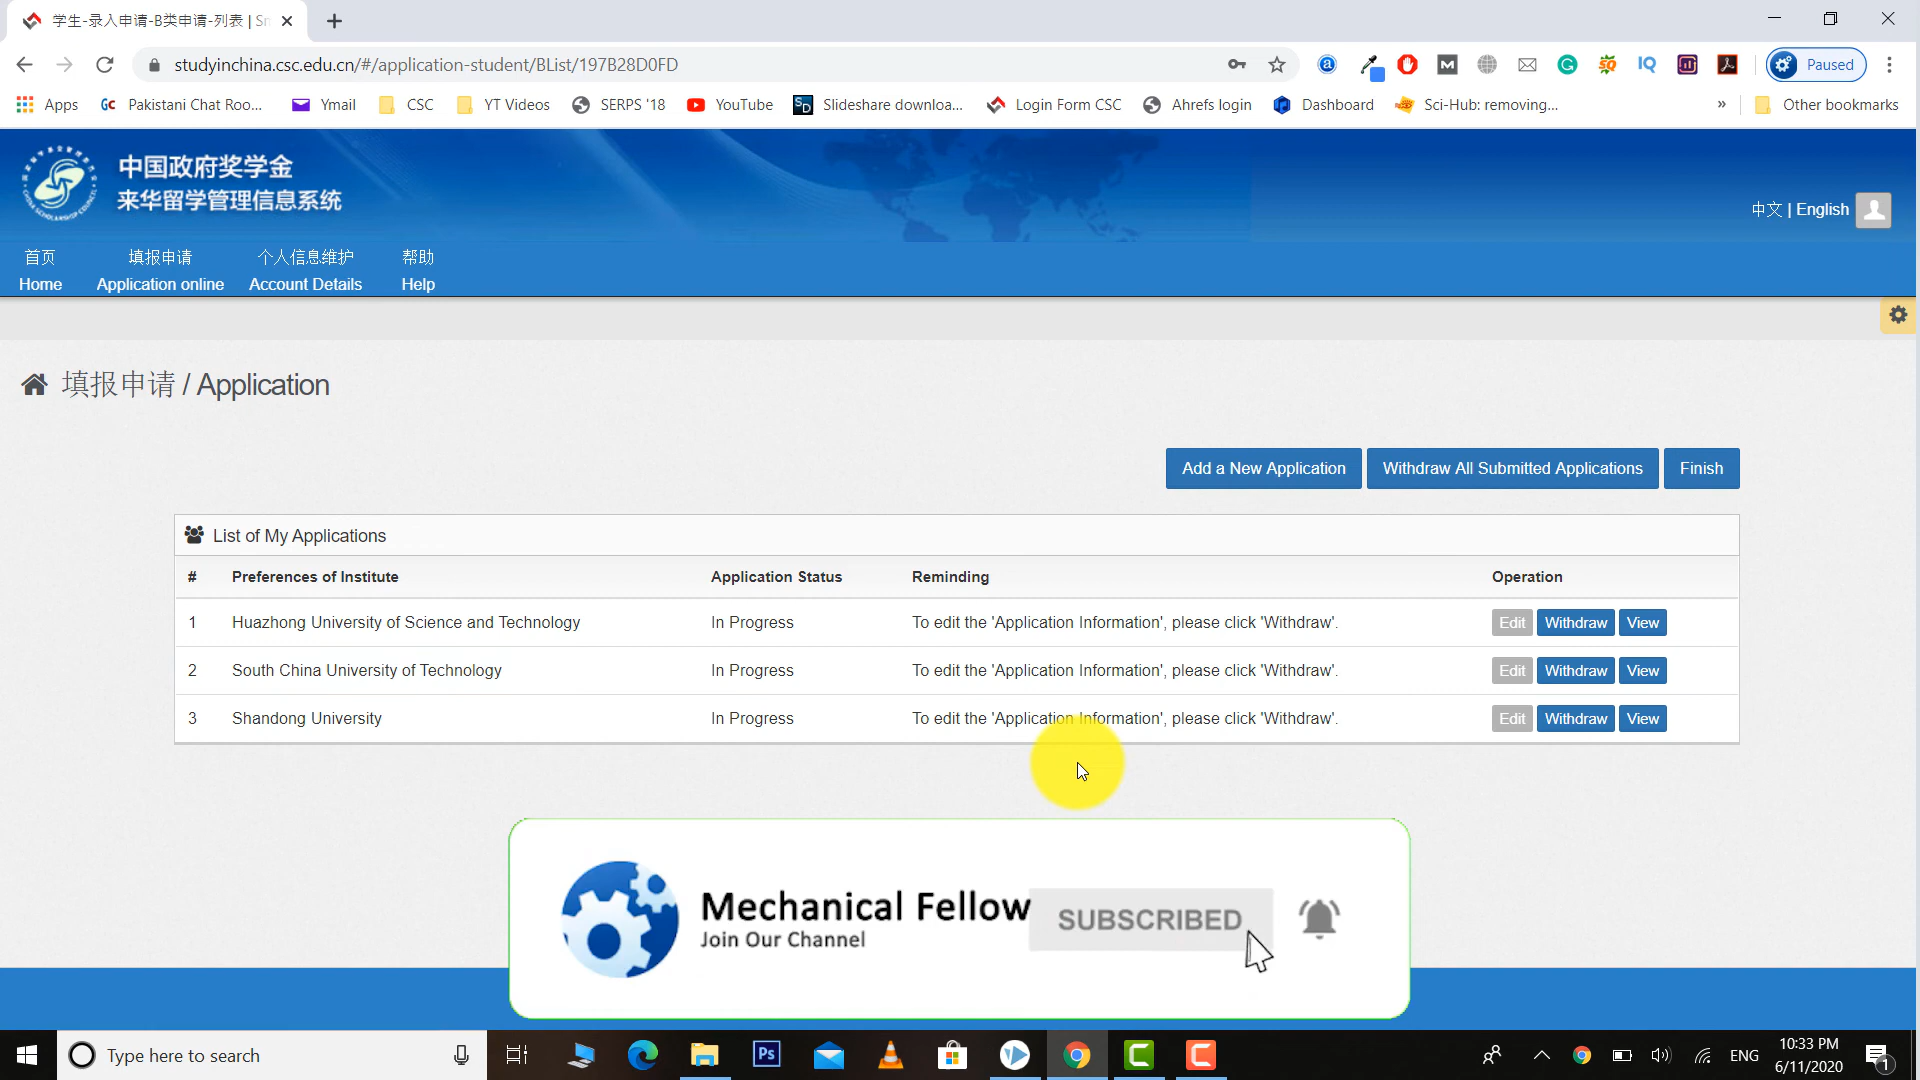 学生-录入申请-B类申请-列表 | Sm
studyinchina.csc.edu.cn/#/application-student/BList/197B28D0FD
Paused
Apps
Pakistani Chat Roo...
Ymail
CSC
YT Videos
SERPS '18
YouTube
Slideshare downloa...
Login Form CSC
Ahrefs login
Dashboard
Sci-Hub: removing...
»
Other bookmarks
中国政府奖学金
来华留学管理信息系统
中文 | English
首页 填报申请 个人信息维护 帮助
Home Application online Account Details Help
填报申请 / Application
Add a New Application Withdraw All Submitted Applications Finish
List of My Applications
# Preferences of Institute Application Status Reminding Operation
1 Huazhong University of Science and Technology In Progress To edit the 'Application Information', please click 'Withdraw'. Edit Withdraw View
2 South China University of Technology In Progress To edit the 'Application Information', please click 'Withdraw'. Edit Withdraw View
3 Shandong University In Progress To edit the 'Application Information', please click 'Withdraw'. Edit Withdraw View
Mechanical Fellow
Join Our Channel
SUBSCRIBED
Type here to search
ENG
10:33 PM
6/11/2020
1